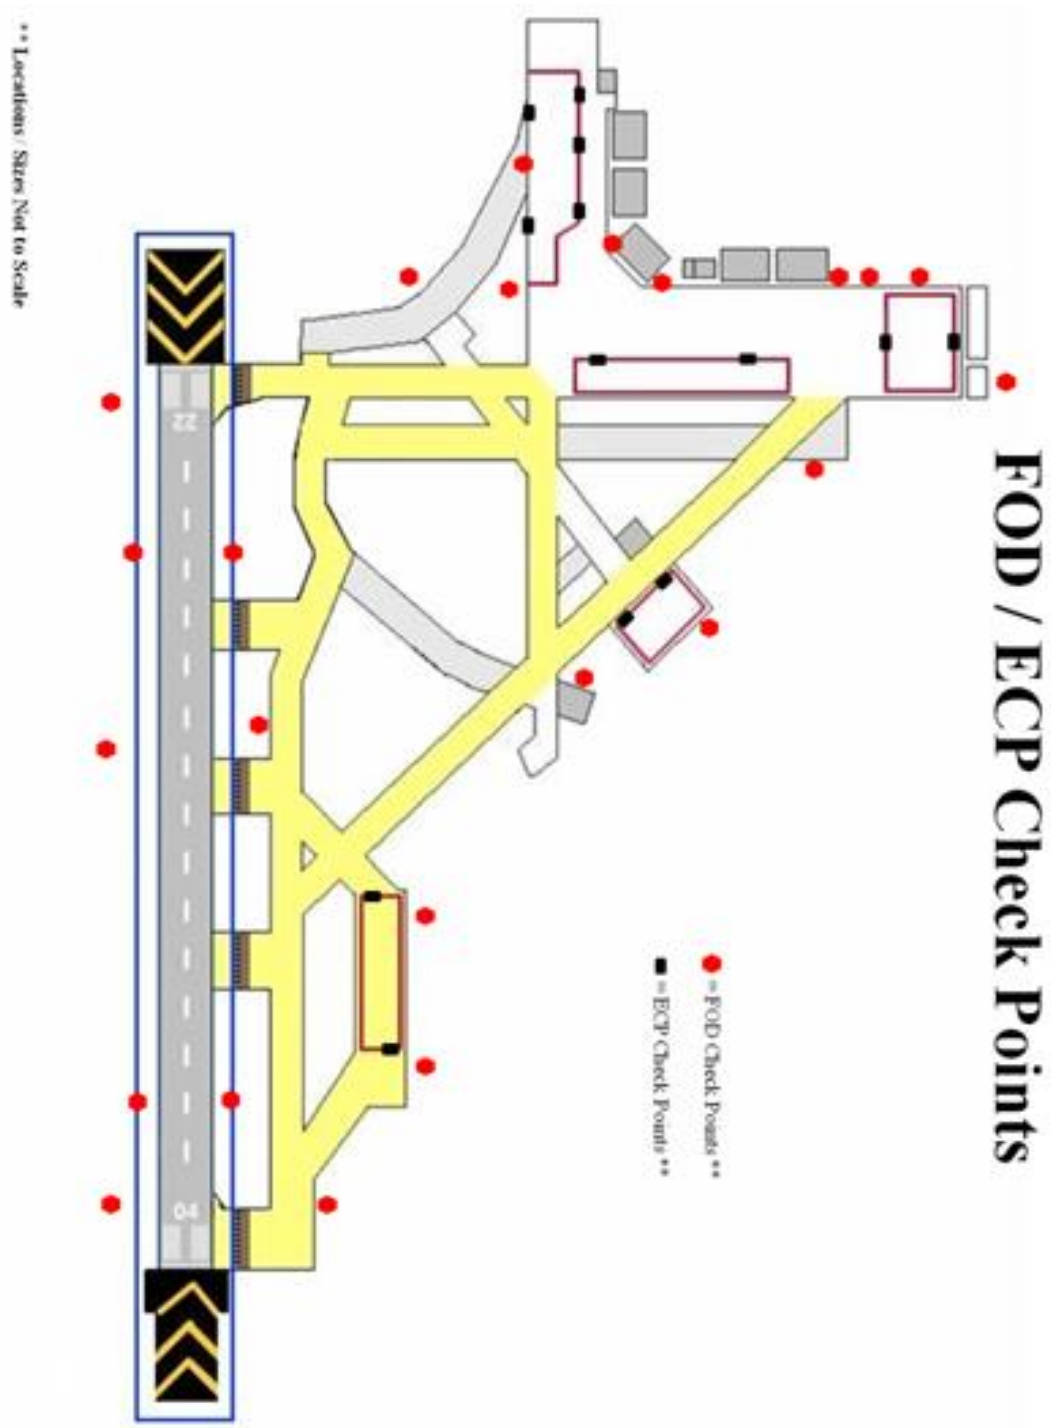 FOD / ECP Check Points
= FOD Check Points **
= ECP Check Points **
22
04
** Locations / Sizes Not to Scale